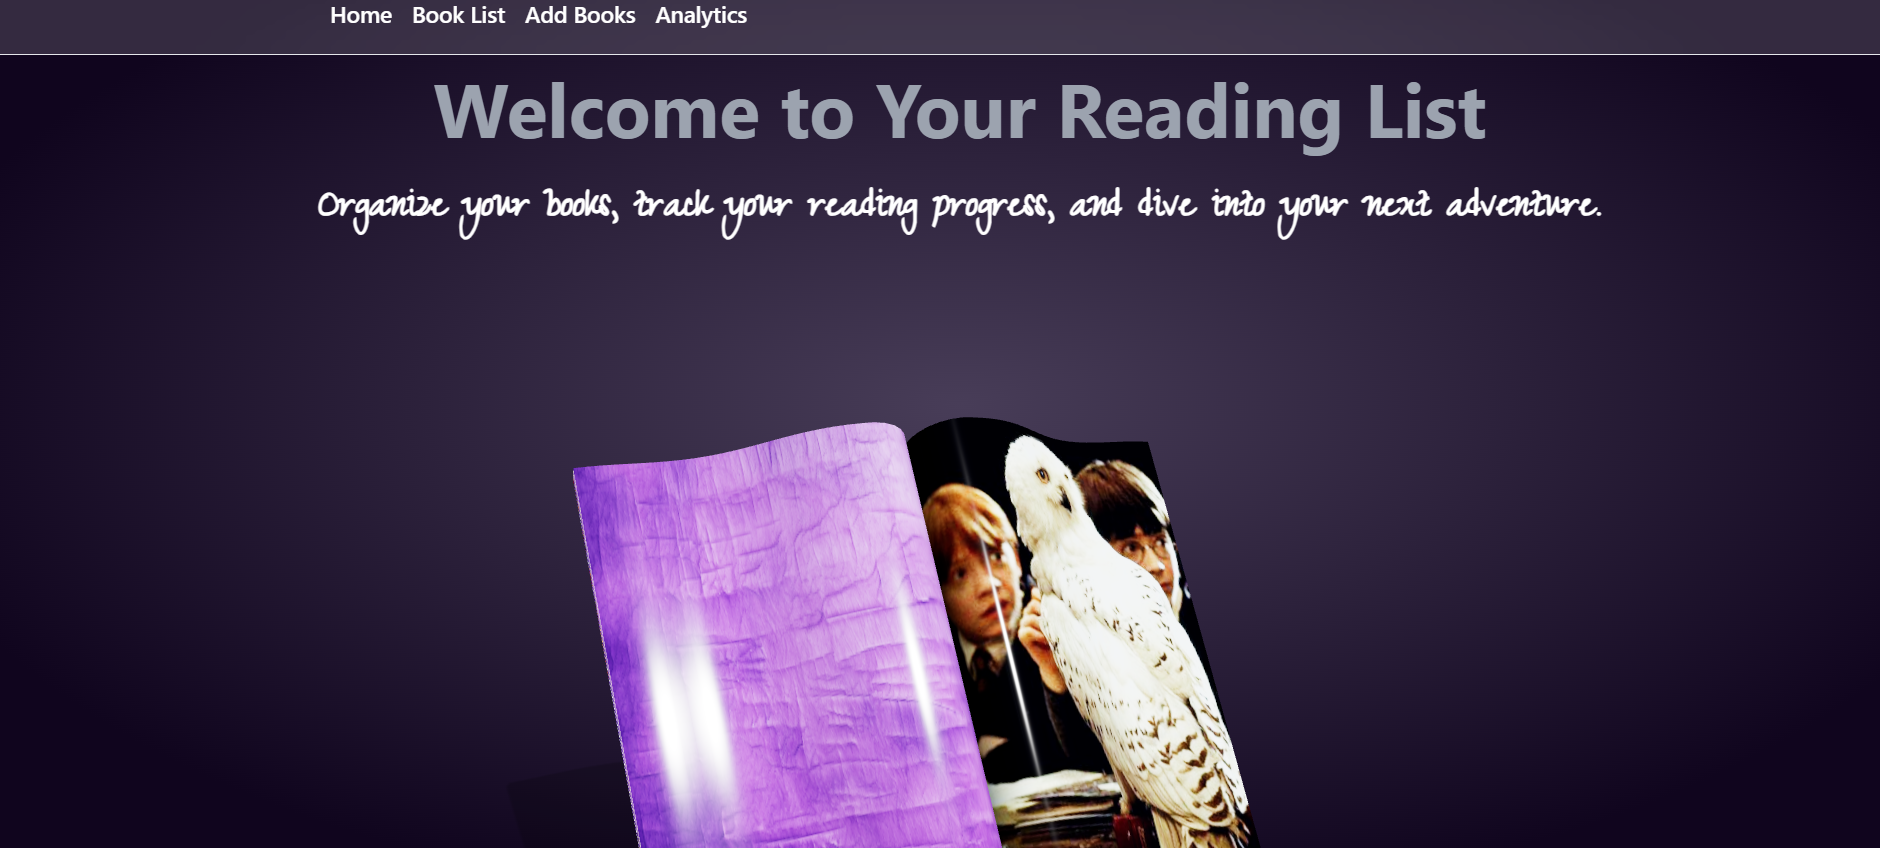 Home Book List Add Books Analytics
Welcome to Your Reading List
Organize your books, track your reading progress, and dive into your next adventure.